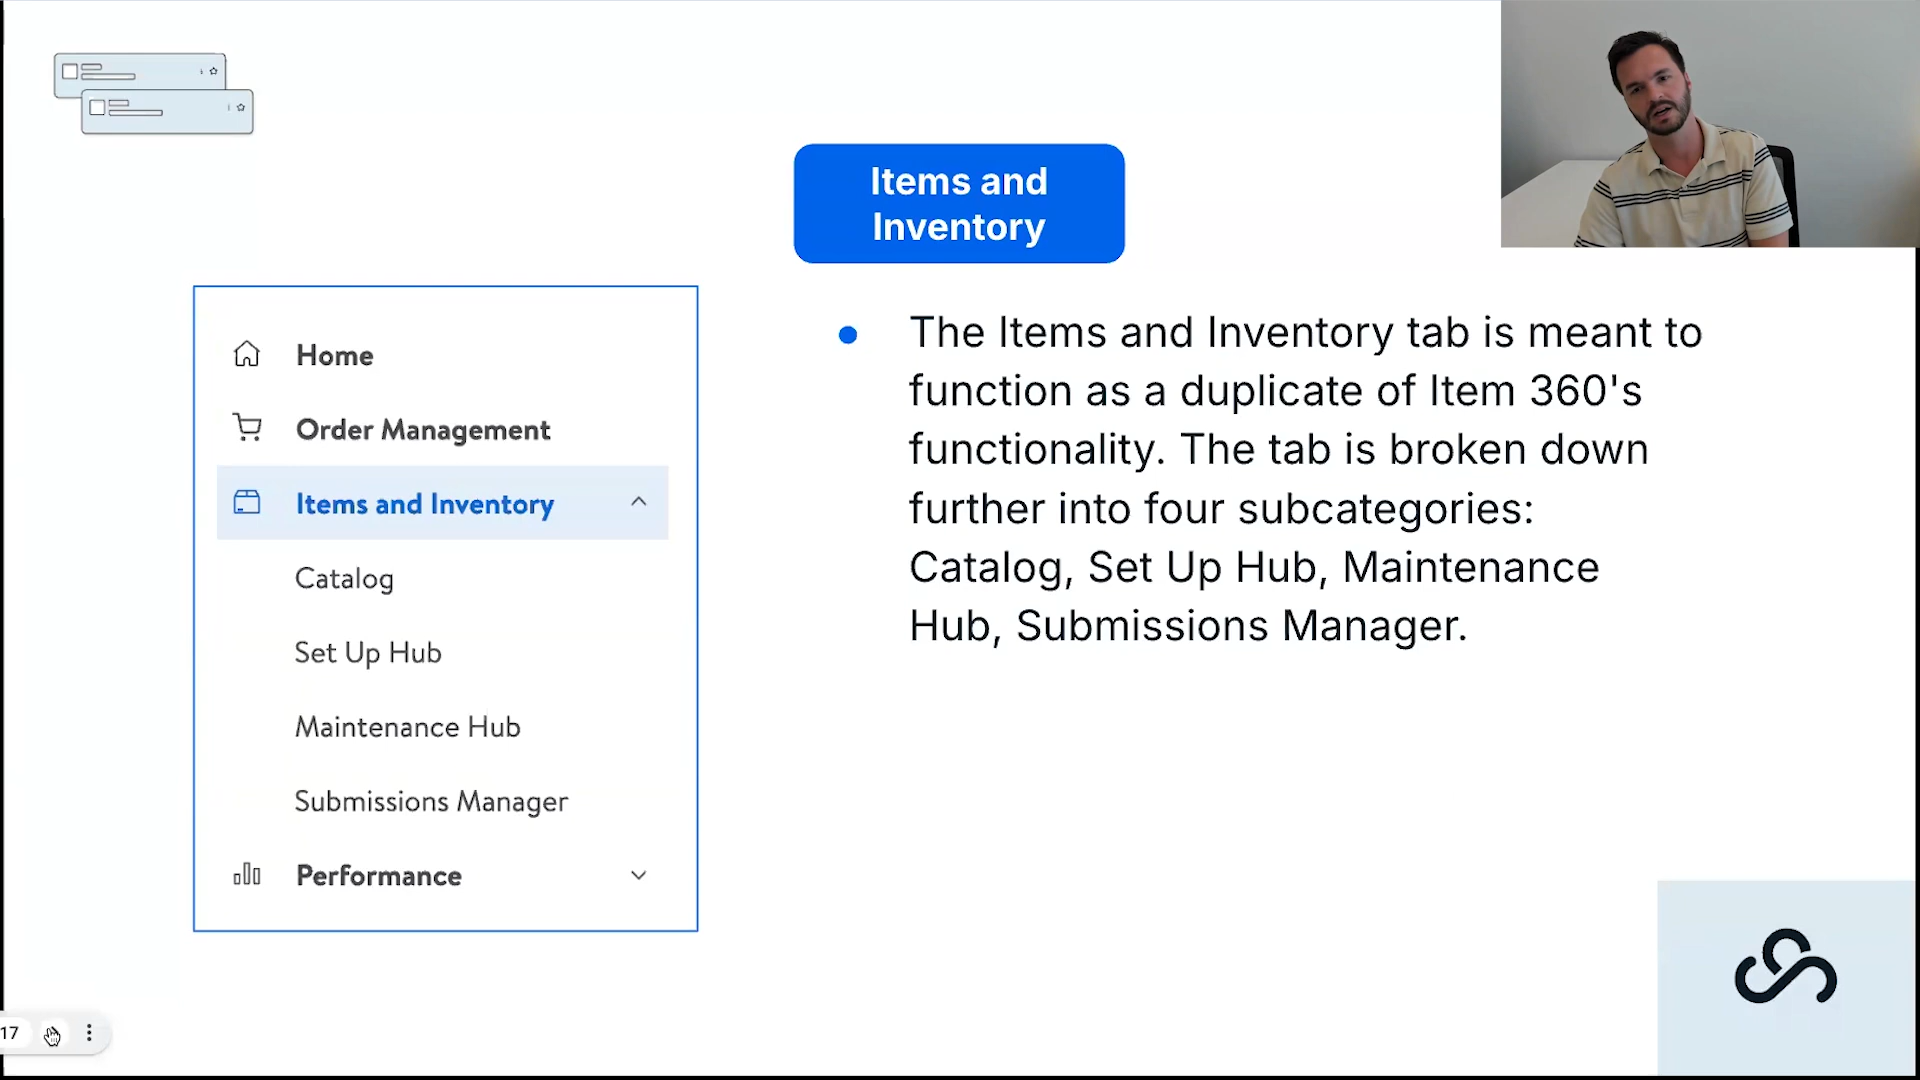 Items and
Inventory
Home
Order Management
Items and Inventory
Catalog
Set Up Hub
Maintenance Hub
Submissions Manager
Performance
The Items and Inventory tab is meant to
function as a duplicate of Item 360's
functionality. The tab is broken down
further into four subcategories:
Catalog, Set Up Hub, Maintenance
Hub, Submissions Manager.
17